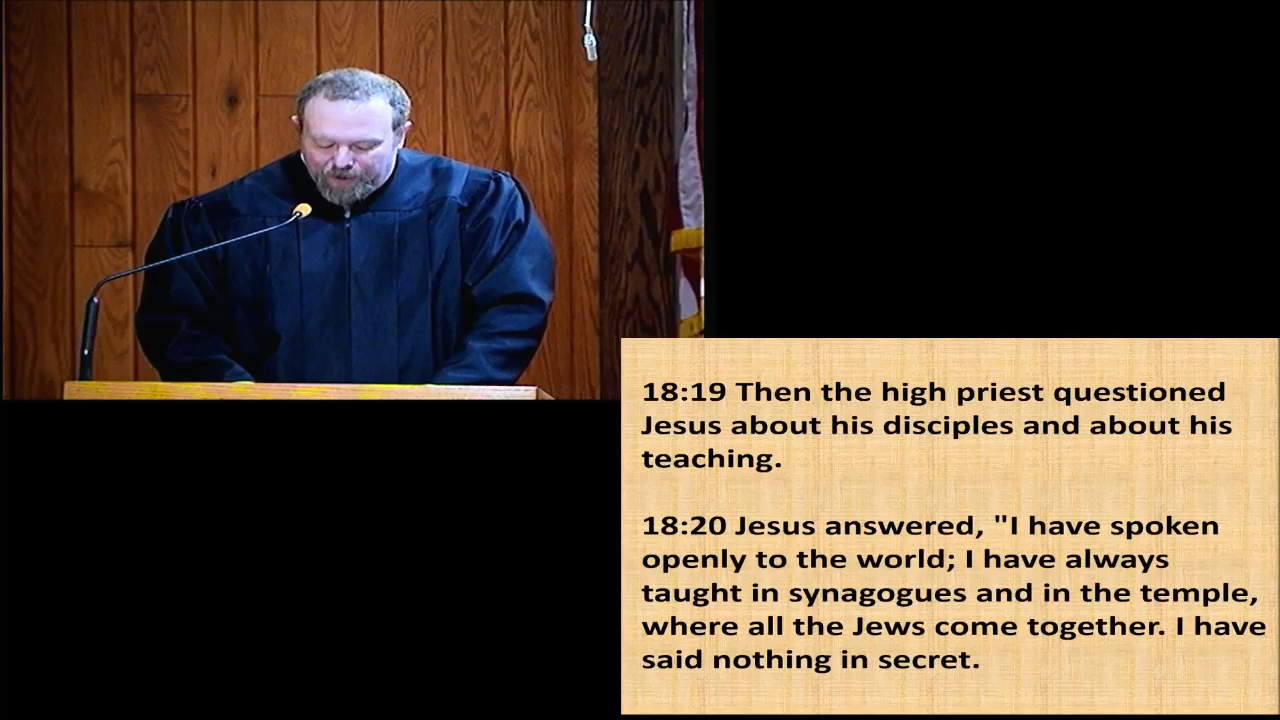 18:19 Then the high priest questioned
Jesus about his disciples and about his
teaching.
18:20 Jesus answered, "I have spoken
openly to the world; I have always
taught in synagogues and in the temple,
where all the Jews come together. I have
said nothing in secret.